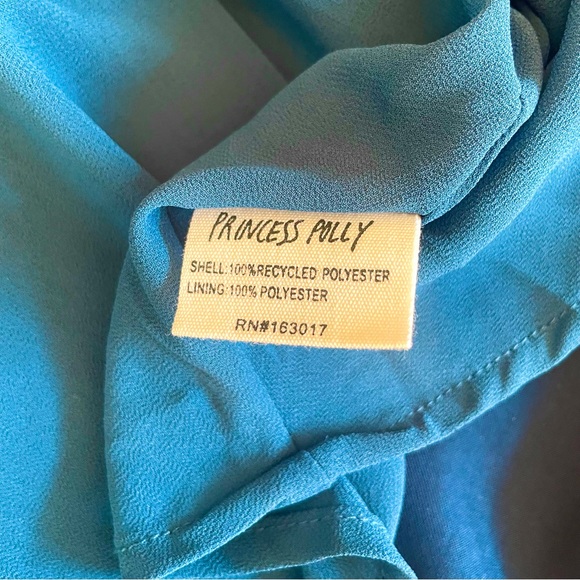 PRINCESS POLLY
SHELL:100%RECYCLED POLYESTER
LINING:100% POLYESTER
RN#163017